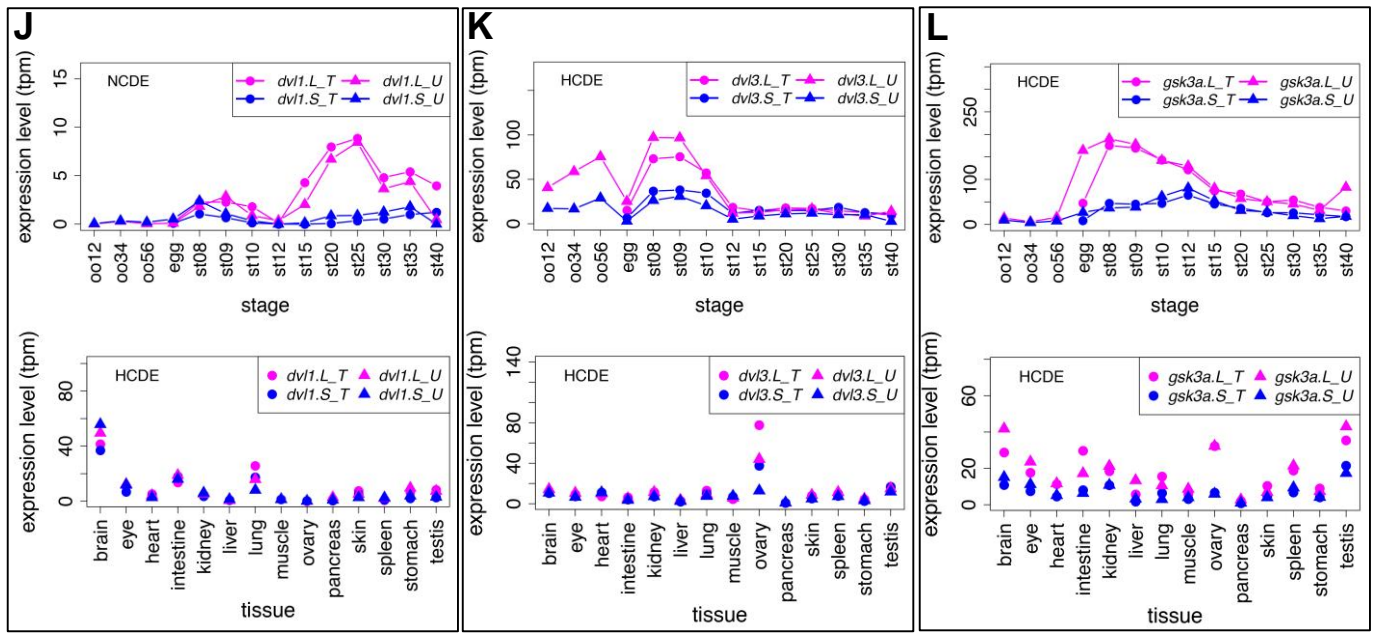 J
expression level (tpm)
15
10
5
0
NCDE
dvl1.L_T dvl1.L_U
dvl1.S_T dvl1.S_U
oo12 oo34 oo56 egg st08 st09 st10 st12 st15 st20 st25 st30 st35 st40
stage
expression level (tpm)
80
40
0
HCDE
dvl1.L_T dvl1.L_U
dvl1.S_T dvl1.S_U
brain eye heart intestine kidney liver lung muscle ovary pancreas skin spleen stomach testis
tissue
K
expression level (tpm)
100
50
0
HCDE
dvl3.L_T dvl3.L_U
dvl3.S_T dvl3.S_U
oo12 oo34 oo56 egg st08 st09 st10 st12 st15 st20 st25 st30 st35 st40
stage
expression level (tpm)
140
80
40
0
HCDE
dvl3.L_T dvl3.L_U
dvl3.S_T dvl3.S_U
brain eye heart intestine kidney liver lung muscle ovary pancreas skin spleen stomach testis
tissue
L
expression level (tpm)
250
100
0
HCDE
gsk3a.L_T gsk3a.L_U
gsk3a.S_T gsk3a.S_U
oo12 oo34 oo56 egg st08 st09 st10 st12 st15 st20 st25 st30 st35 st40
stage
expression level (tpm)
60
20
0
HCDE
gsk3a.L_T gsk3a.L_U
gsk3a.S_T gsk3a.S_U
brain eye heart intestine kidney liver lung muscle ovary pancreas skin spleen stomach testis
tissue